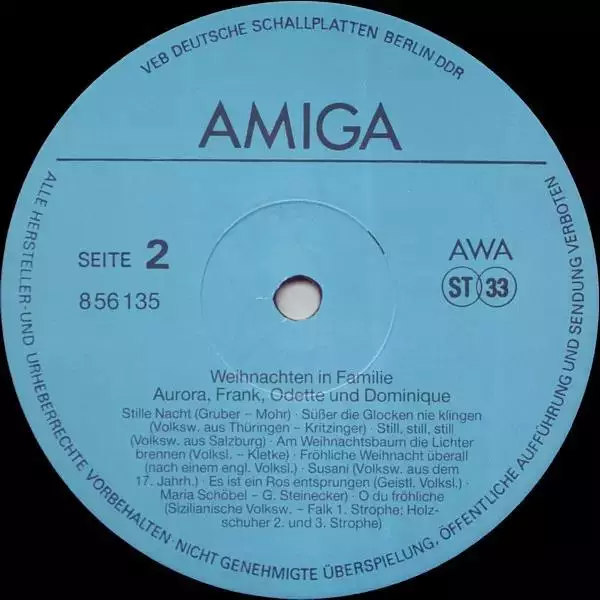 VEB DEUTSCHE SCHALLPLATTEN BERLIN DDR
AMIGA
SEITE 2
856135
AWA
ST 33
Weihnachten in Familie
Aurora, Frank, Odette und Dominique
Stille Nacht (Gruber – Mohr) · Süßer die Glocken nie klingen
(Volksw. aus Thüringen – Kritzinger) · Still, still, still
(Volksw. aus Salzburg) · Am Weihnachtsbaum die Lichter
brennen (Volksl. – Kletke) · Fröhliche Weihnacht überall
(nach einem engl. Volksl.) · Susani (Volksw. aus dem
17. Jahrh.) · Es ist ein Ros entsprungen (Geistl. Volksl.) ·
Maria Schöbel – G. Steinecker) · O du fröhliche
(Sizilianische Volksw. – Falk 1. Strophe; Holz-
schuher 2. und 3. Strophe)
ALLE HERSTELLER- UND URHEBERRECHTE VORBEHALTEN · NICHT GENEHMIGTE ÜBERSPIELUNG, ÖFFENTLICHE AUFFÜHRUNG UND SENDUNG VERBOTEN